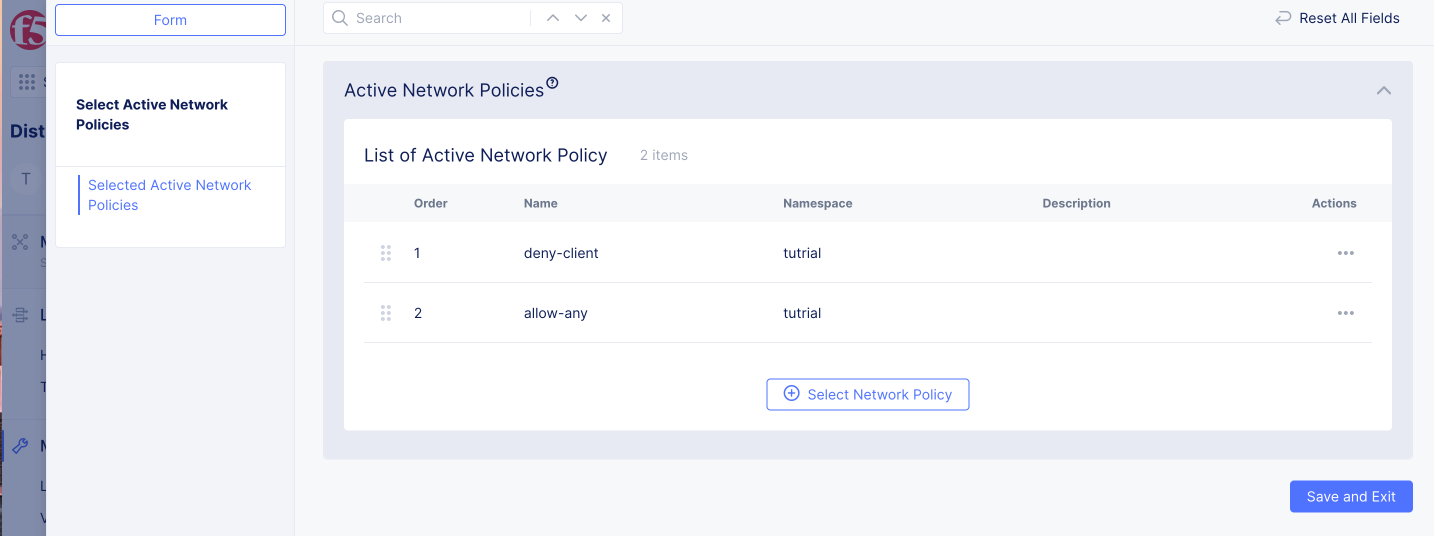 f5
Form
Search
Reset All Fields
Select Active Network
Policies
Selected Active Network
Policies
Dist
T
Active Network Policies
List of Active Network Policy 2 items
Order Name Namespace Description Actions
1 deny-client tutrial
2 allow-any tutrial
Select Network Policy
Save and Exit